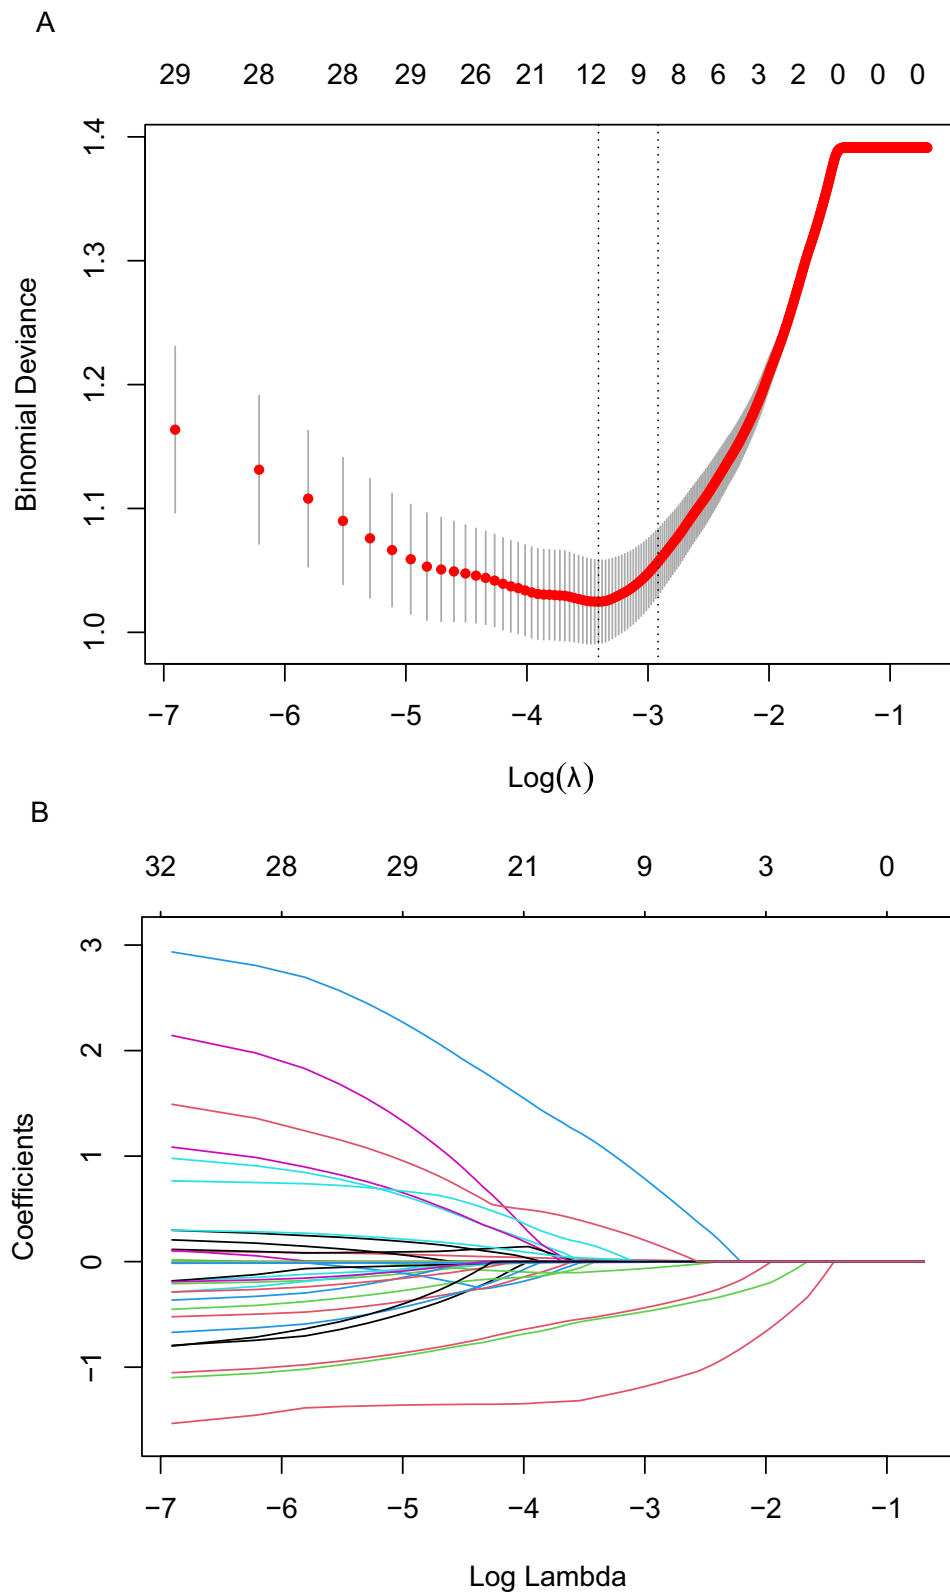 A
29 28 28 29 26 21 12 9 8 6 3 2 0 0 0
1.4
1.3
1.2
1.1
1.0
Binomial Deviance
−7 −6 −5 −4 −3 −2 −1
Log(λ)
B
32 28 29 21 9 3 0
3
2
1
0
−1
Coefficients
−7 −6 −5 −4 −3 −2 −1
Log Lambda